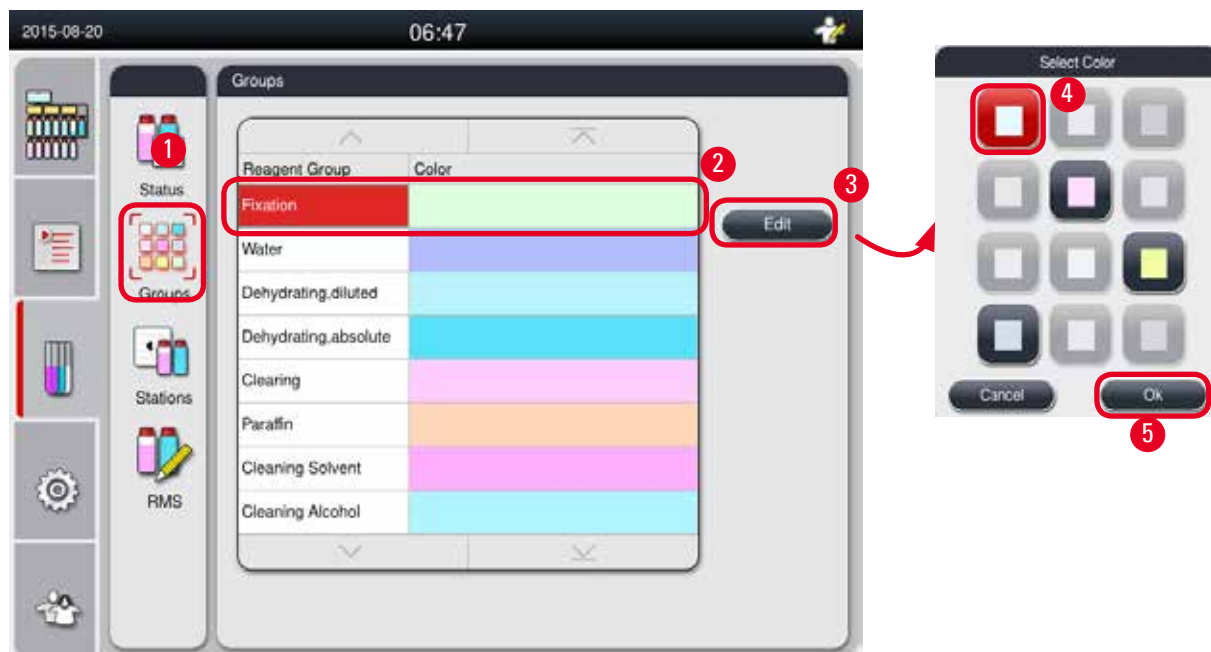 2015-08-20
06:47
Groups
1
Status
Groups
Stations
RMS
Reagent Group Color
Fixation
Water
Dehydrating.diluted
Dehydrating.absolute
Clearing
Paraffin
Cleaning Solvent
Cleaning Alcohol
2
3
Edit
Select Color
4
Cancel
Ok
5